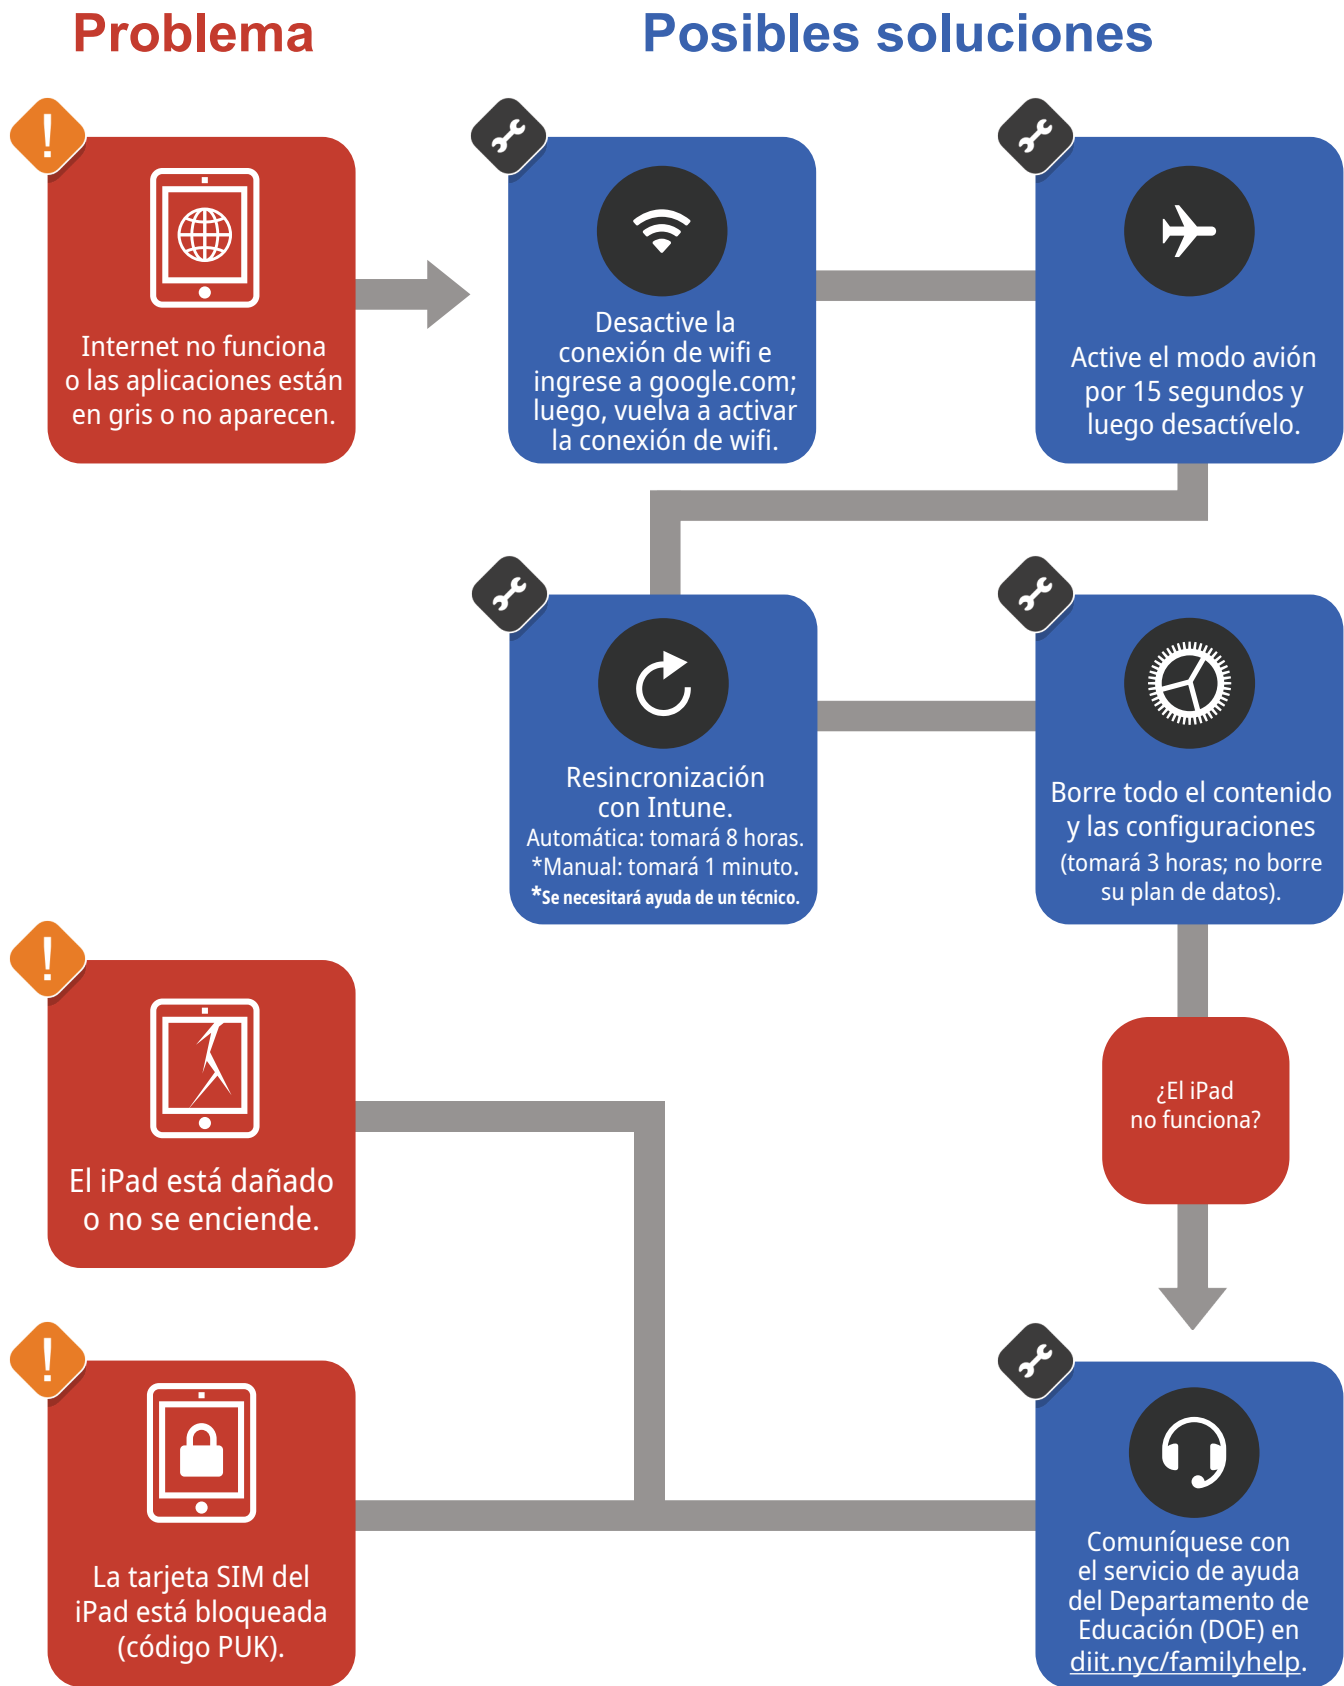 Problema
Posibles soluciones
Internet no funciona
o las aplicaciones están
en gris o no aparecen.
Desactive la
conexión de wifi e
ingrese a google.com;
luego, vuelva a activar
la conexión de wifi.
Active el modo avión
por 15 segundos y
luego desactívelo.
Resincronización
con Intune.
Automática: tomará 8 horas.
*Manual: tomará 1 minuto.
*Se necesitará ayuda de un técnico.
Borre todo el contenido
y las configuraciones
(tomará 3 horas; no borre
su plan de datos).
¿El iPad
no funciona?
El iPad está dañado
o no se enciende.
La tarjeta SIM del
iPad está bloqueada
(código PUK).
Comuníquese con
el servicio de ayuda
del Departamento de
Educación (DOE) en
diit.nyc/familyhelp.